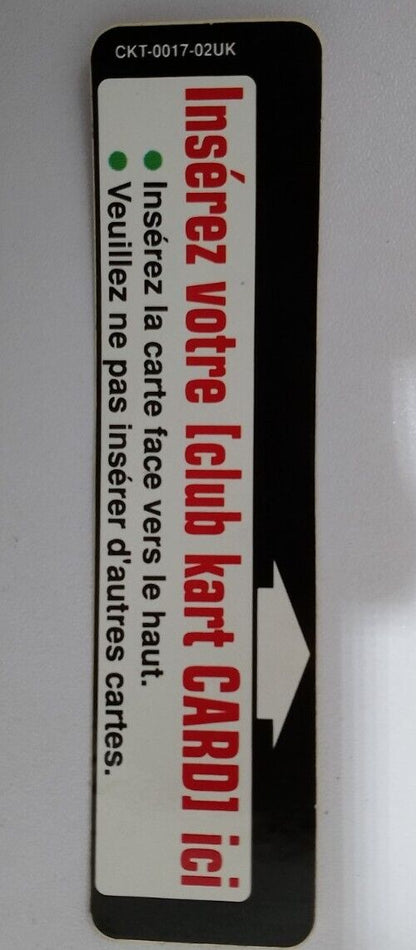 CKT-0017-02UK
Insérez votre [club kart CARD] ici
● Insérez la carte face vers le haut.
● Veuillez ne pas insérer d'autres cartes.